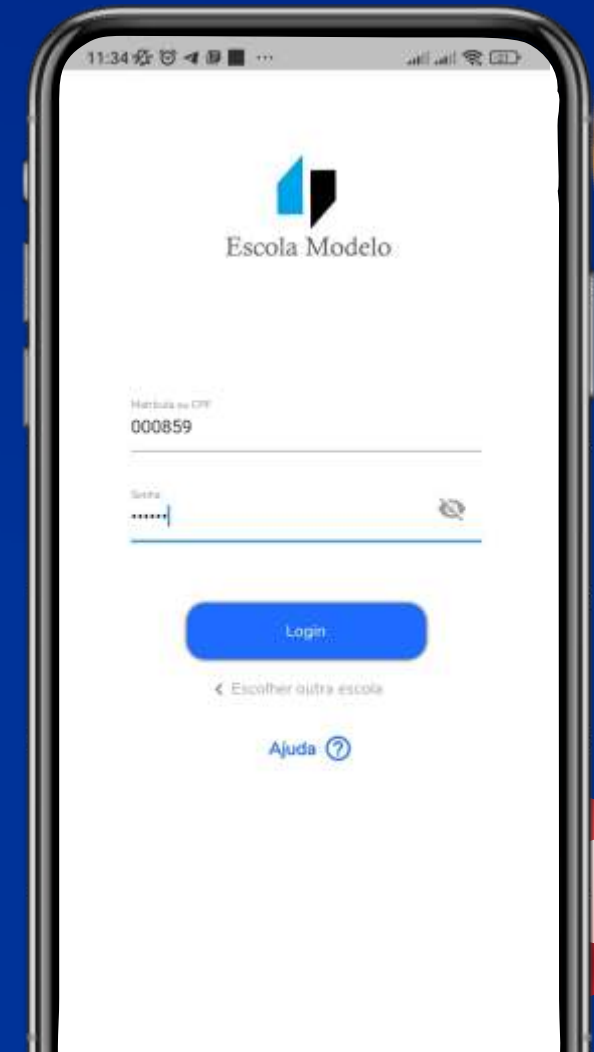 11:34
Escola Modelo
Matrícula ou CPF
000859
Senha
••••••
Login
Escolher outra escola
Ajuda ?